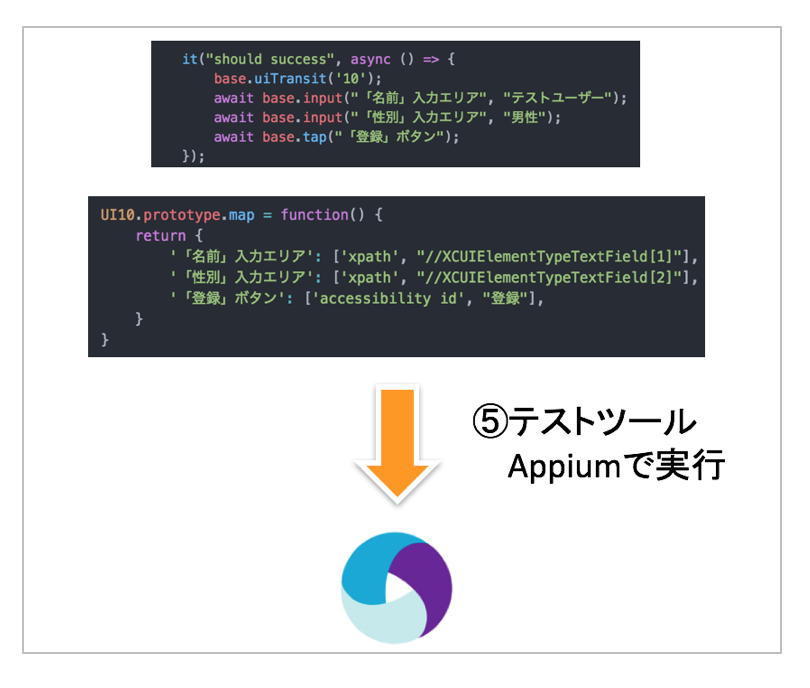 it("should success", async () => {
base.uiTransit('10');
await base.input("「名前」入力エリア", "テストユーザー");
await base.input("「性別」入力エリア", "男性");
await base.tap("「登録」ボタン");
});
UI10.prototype.map = function() {
return {
'「名前」入力エリア': ['xpath', "//XCUIElementTypeTextField[1]"],
'「性別」入力エリア': ['xpath', "//XCUIElementTypeTextField[2]"],
'「登録」ボタン': ['accessibility id', "登録"],
}
}
⑤テストツール
Appiumで実行